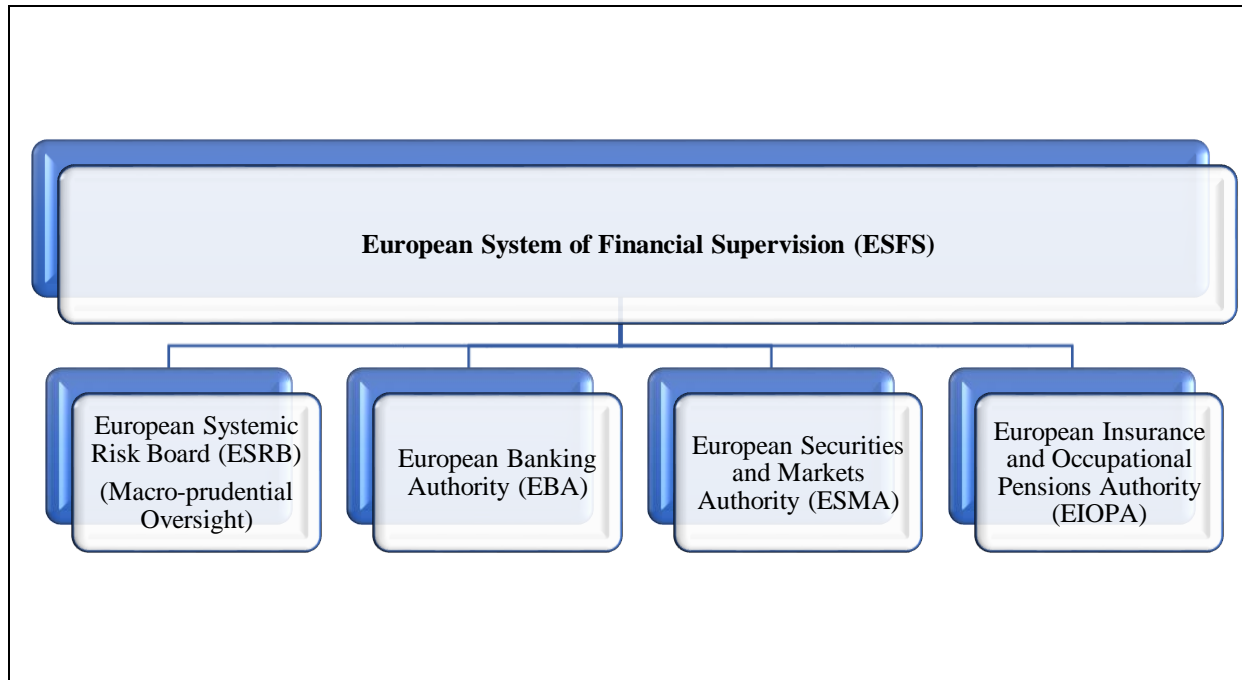 European System of Financial Supervision (ESFS)
European Systemic
Risk Board (ESRB)
(Macro-prudential
Oversight)
European Banking
Authority (EBA)
European Securities
and Markets
Authority (ESMA)
European Insurance
and Occupational
Pensions Authority
(EIOPA)